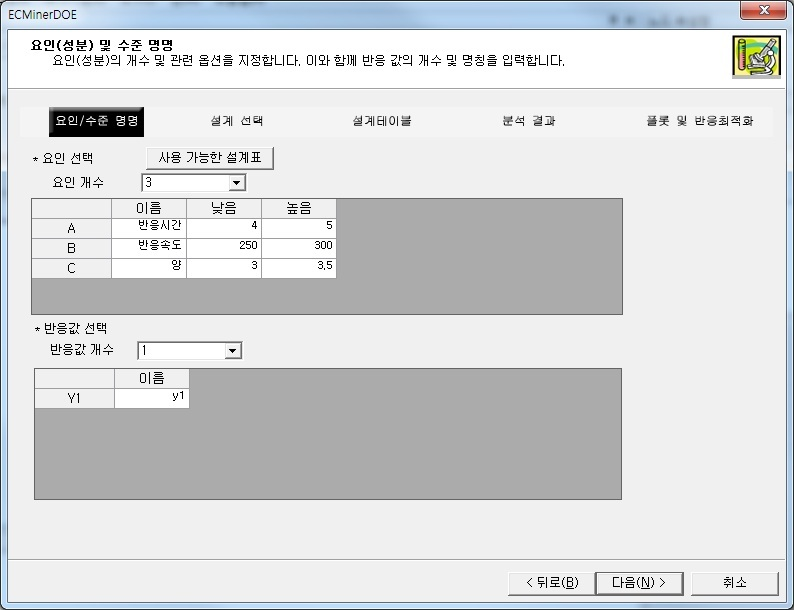 ECMinerDOE
요인(성분) 및 수준 명명
요인(성분)의 개수 및 관련 옵션을 지정합니다. 이와 함께 반응 값의 개수 및 명칭을 입력합니다.
요인/수준 명명 설계 선택 설계테이블 분석 결과 플롯 및 반응최적화
* 요인 선택 사용 가능한 설계표
요인 개수 3
이름 낮음 높음
A 반응시간 4 5
B 반응속도 250 300
C 양 3 3.5
* 반응값 선택
반응값 개수 1
이름
Y1 y1
< 뒤로(B) 다음(N) > 취소